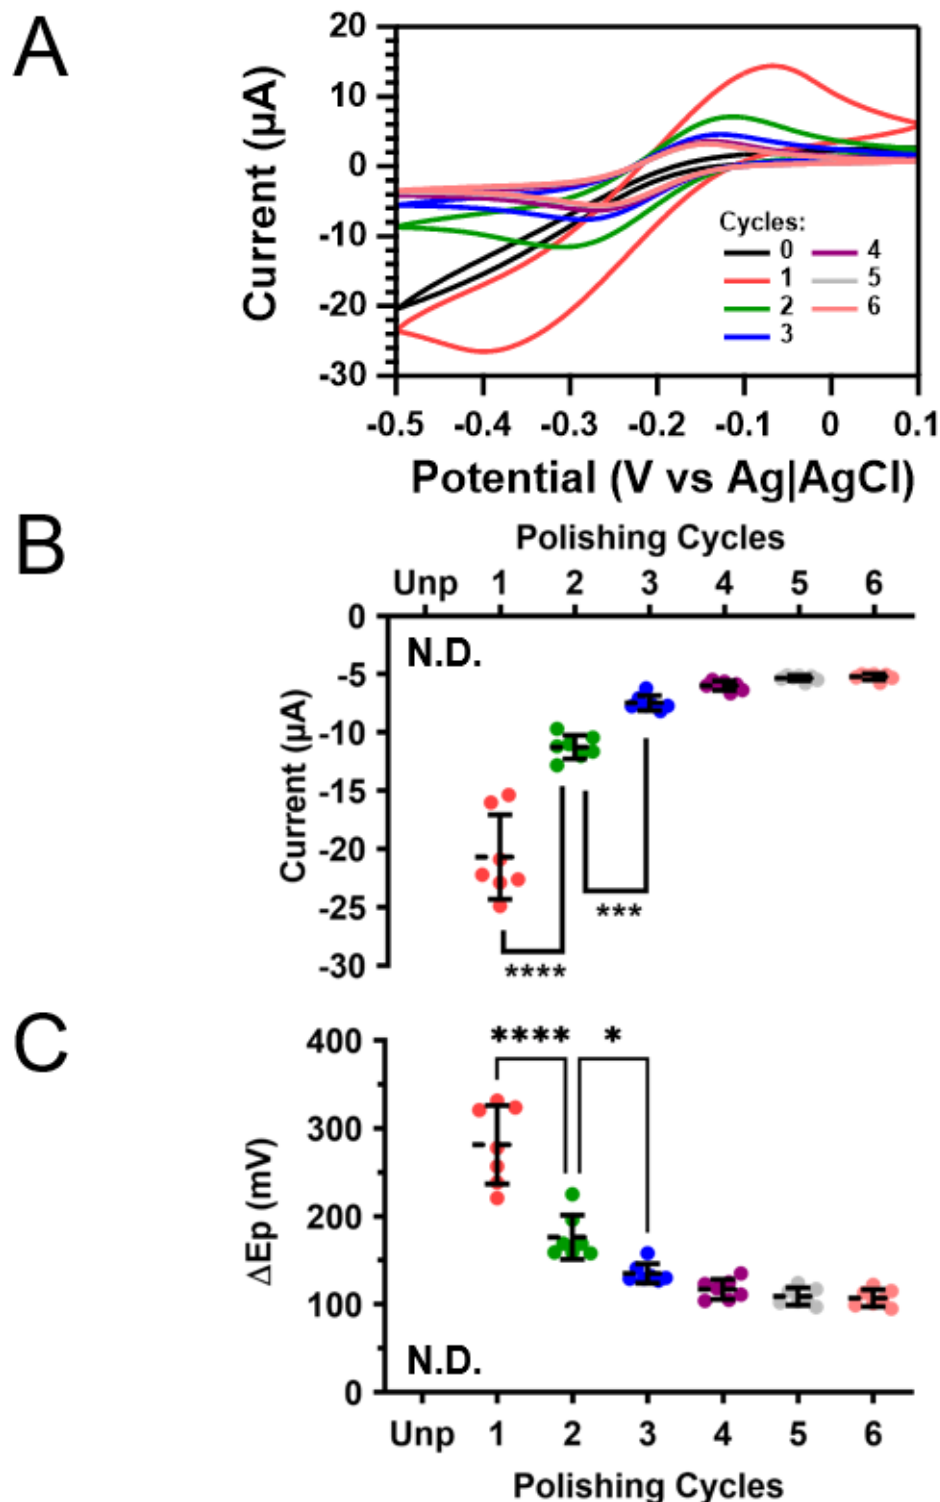 A
Current (µA)
20
10
0
-10
-20
-30
Cycles:
0 4
1 5
2 6
3
-0.5 -0.4 -0.3 -0.2 -0.1 0 0.1
Potential (V vs Ag|AgCl)
B
Polishing Cycles
Unp 1 2 3 4 5 6
Current (µA)
0
-5
-10
-15
-20
-25
-30
N.D.
***
****
C
ΔEp (mV)
400
300
200
100
0
**** *
N.D.
Unp 1 2 3 4 5 6
Polishing Cycles